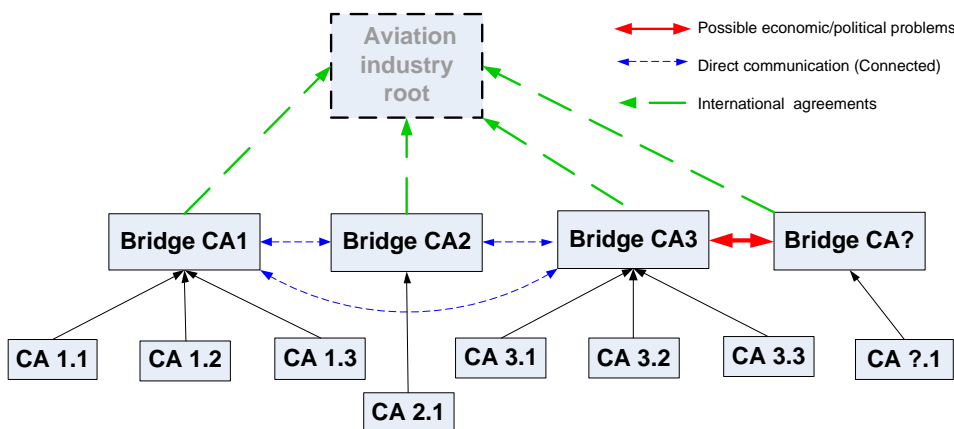 Aviation
industry
root
Possible economic/political problems
Direct communication (Connected)
International agreements
Bridge CA1
Bridge CA2
Bridge CA3
Bridge CA?
CA 1.1
CA 1.2
CA 1.3
CA 2.1
CA 3.1
CA 3.2
CA 3.3
CA ?.1